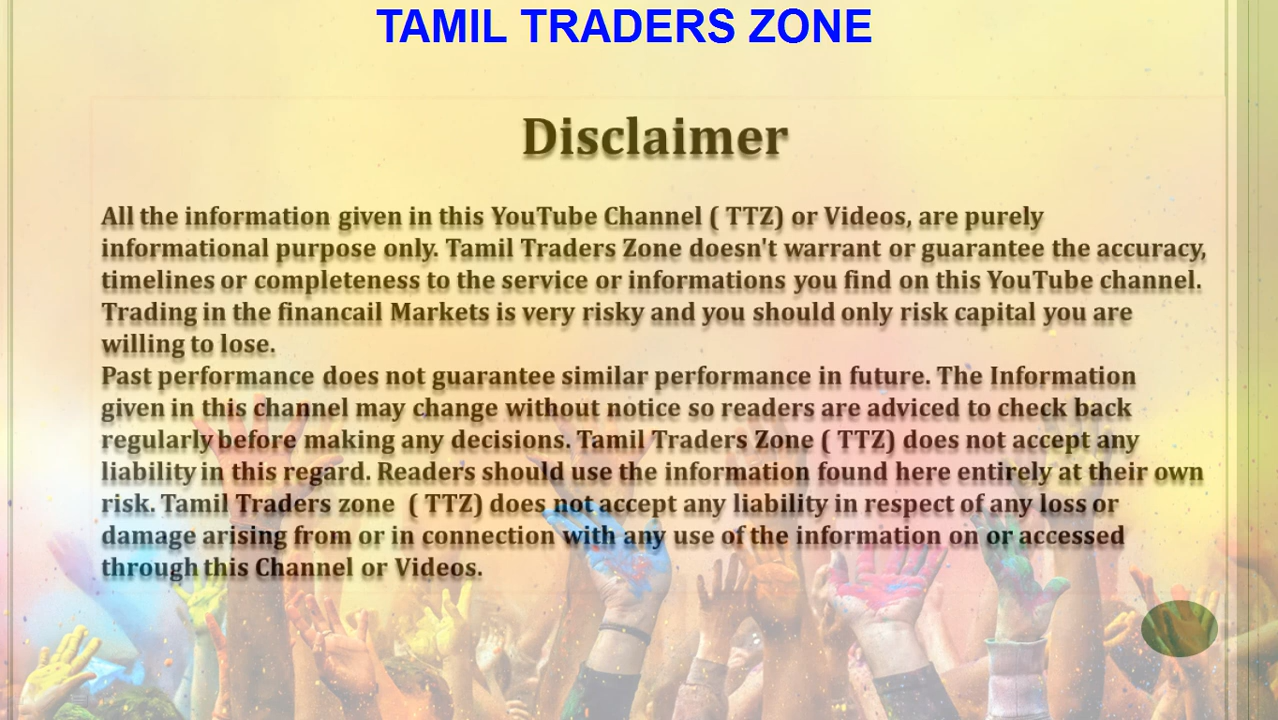 TAMIL TRADERS ZONE
Disclaimer
All the information given in this YouTube Channel ( TTZ) or Videos, are purely
informational purpose only. Tamil Traders Zone doesn't warrant or guarantee the accuracy,
timelines or completeness to the service or informations you find on this YouTube channel.
Trading in the financail Markets is very risky and you should only risk capital you are
willing to lose.
Past performance does not guarantee similar performance in future. The Information
given in this channel may change without notice so readers are adviced to check back
regularly before making any decisions. Tamil Traders Zone ( TTZ) does not accept any
liability in this regard. Readers should use the information found here entirely at their own
risk. Tamil Traders zone  ( TTZ) does not accept any liability in respect of any loss or
damage arising from or in connection with any use of the information on or accessed
through this Channel or Videos.